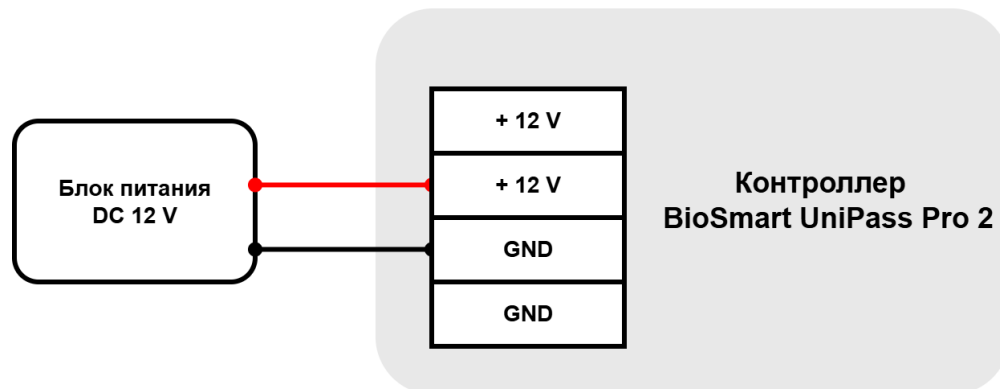 Блок питания
DC 12 V
+ 12 V
+ 12 V
GND
GND
Контроллер
BioSmart UniPass Pro 2